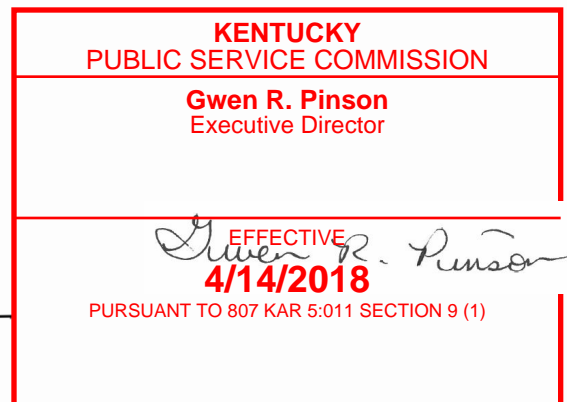 KENTUCKY
PUBLIC SERVICE COMMISSION
Gwen R. Pinson
Executive Director
Gwen R. Pinson
EFFECTIVE
4/14/2018
PURSUANT TO 807 KAR 5:011 SECTION 9 (1)